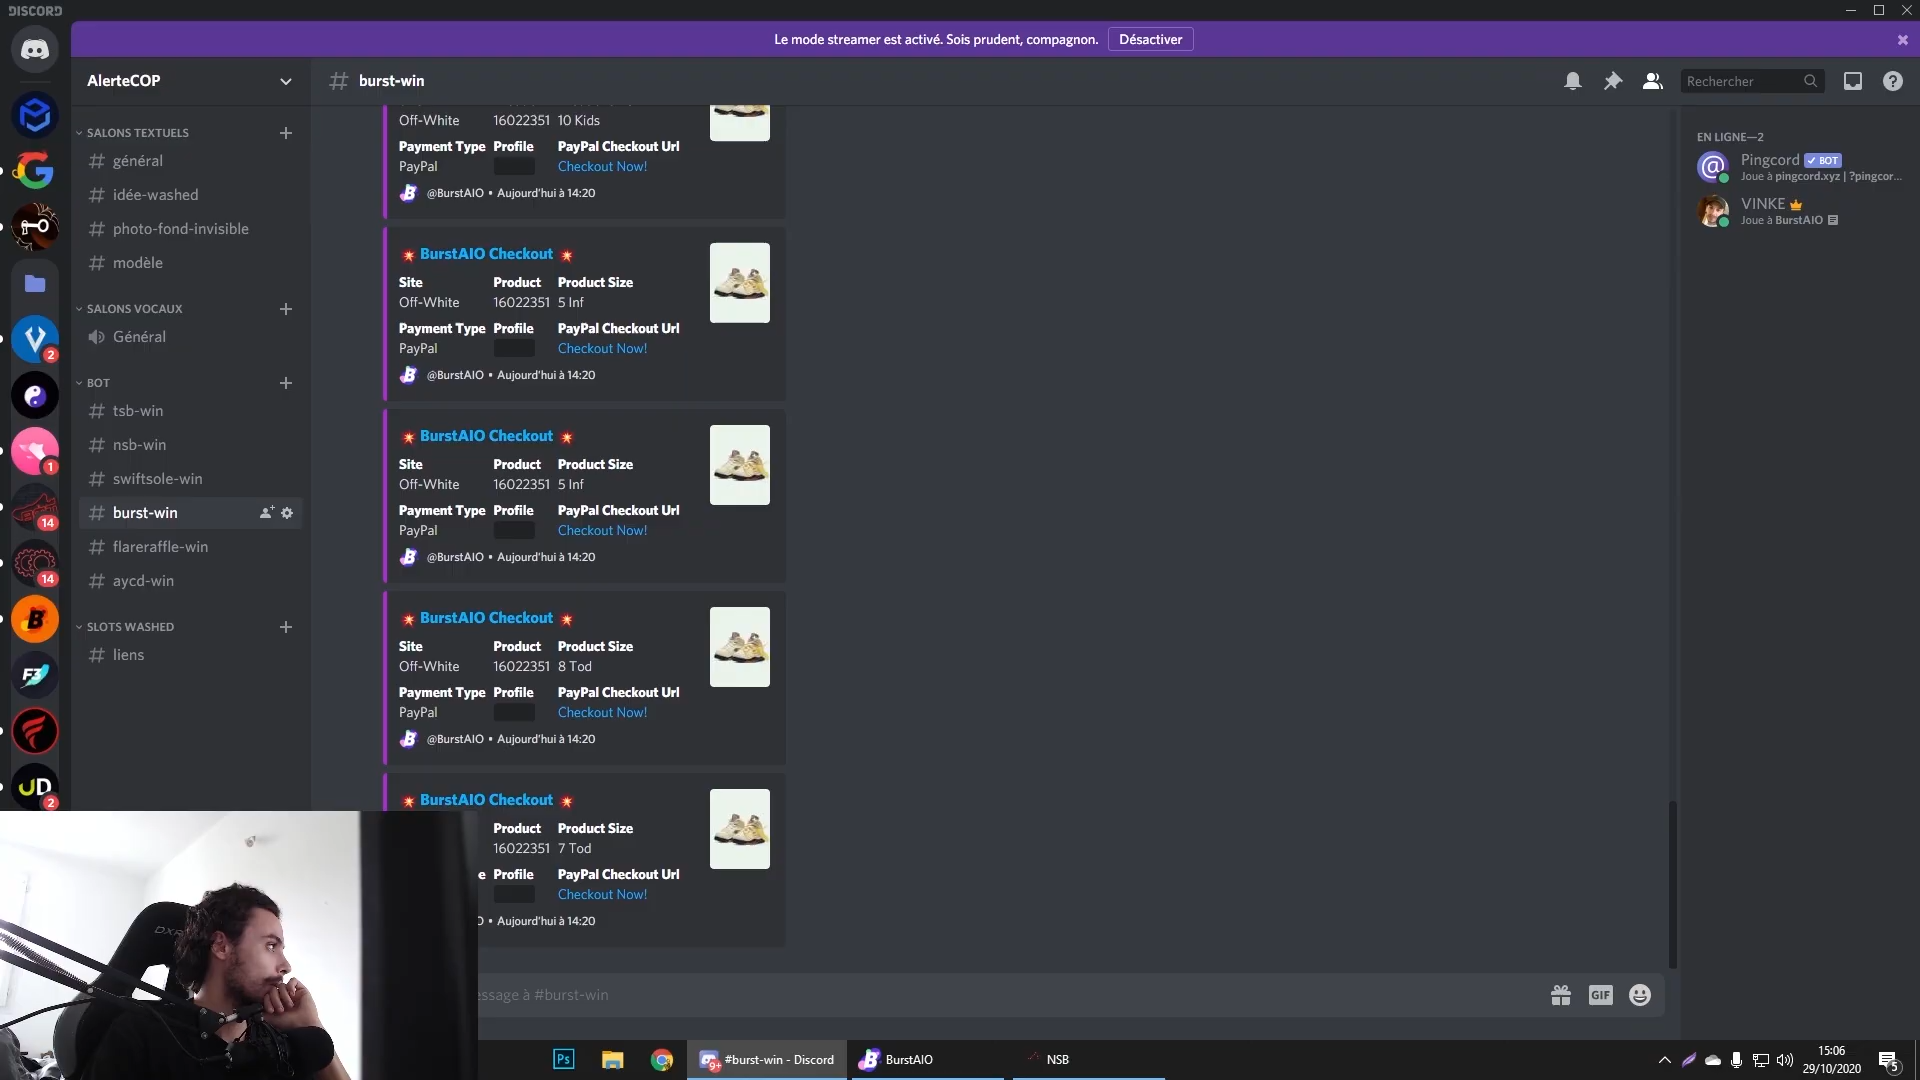 DISCORD
Le mode streamer est activé. Sois prudent, compagnon. Désactiver
AlerteCOP
burst-win
Rechercher
SALONS TEXTUELS
général
idée-washed
photo-fond-invisible
modèle
SALONS VOCAUX
Général
BOT
tsb-win
nsb-win
swiftsole-win
burst-win
flareraffle-win
aycd-win
SLOTS WASHED
liens
2
1
14
14
2
Off-White 16022351 10 Kids
Payment Type Profile PayPal Checkout Url
PayPal Checkout Now!
@BurstAIO • Aujourd'hui à 14:20
BurstAIO Checkout
Site Product Product Size
Off-White 16022351 5 Inf
Payment Type Profile PayPal Checkout Url
PayPal Checkout Now!
@BurstAIO • Aujourd'hui à 14:20
BurstAIO Checkout
Site Product Product Size
Off-White 16022351 5 Inf
Payment Type Profile PayPal Checkout Url
PayPal Checkout Now!
@BurstAIO • Aujourd'hui à 14:20
BurstAIO Checkout
Site Product Product Size
Off-White 16022351 8 Tod
Payment Type Profile PayPal Checkout Url
PayPal Checkout Now!
@BurstAIO • Aujourd'hui à 14:20
BurstAIO Checkout
Product Product Size
16022351 7 Tod
e Profile PayPal Checkout Url
Checkout Now!
O • Aujourd'hui à 14:20
essage à #burst-win
GIF
EN LIGNE—2
Pingcord BOT
Joue à pingcord.xyz | ?pingcor...
VINKE
Joue à BurstAIO
Ps
9+ #burst-win - Discord
BurstAIO
NSB
15:06
29/10/2020
5